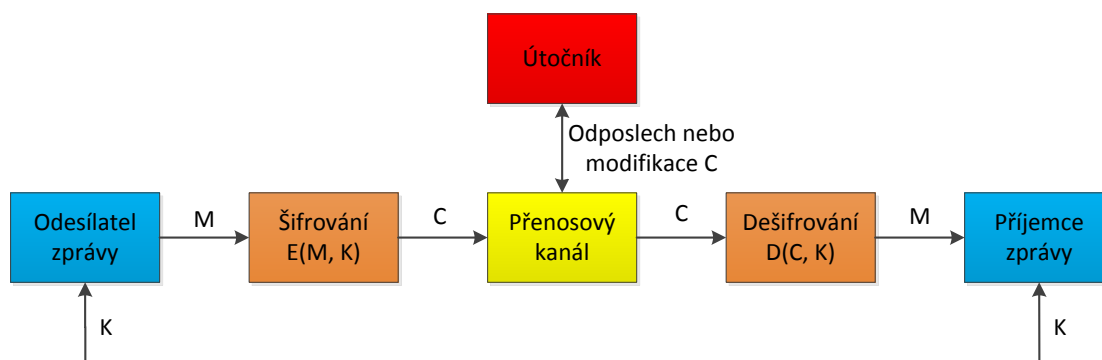 Útočník
Odposlech nebo
modifikace C
Odesílatel
zprávy
M
Šifrování
E(M, K)
C
Přenosový
kanál
C
Dešifrování
D(C, K)
M
Příjemce
zprávy
K
K